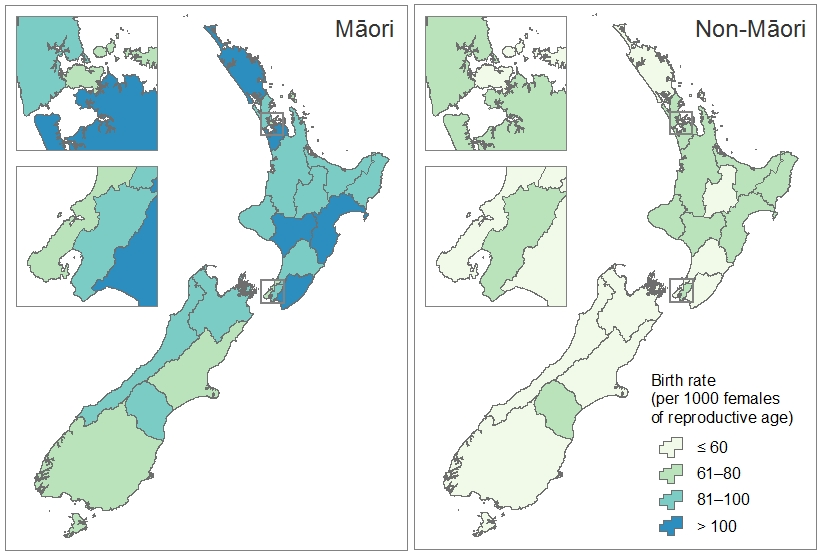 Māori
Non-Māori
Birth rate
(per 1000 females
of reproductive age)
≤ 60
61–80
81–100
> 100